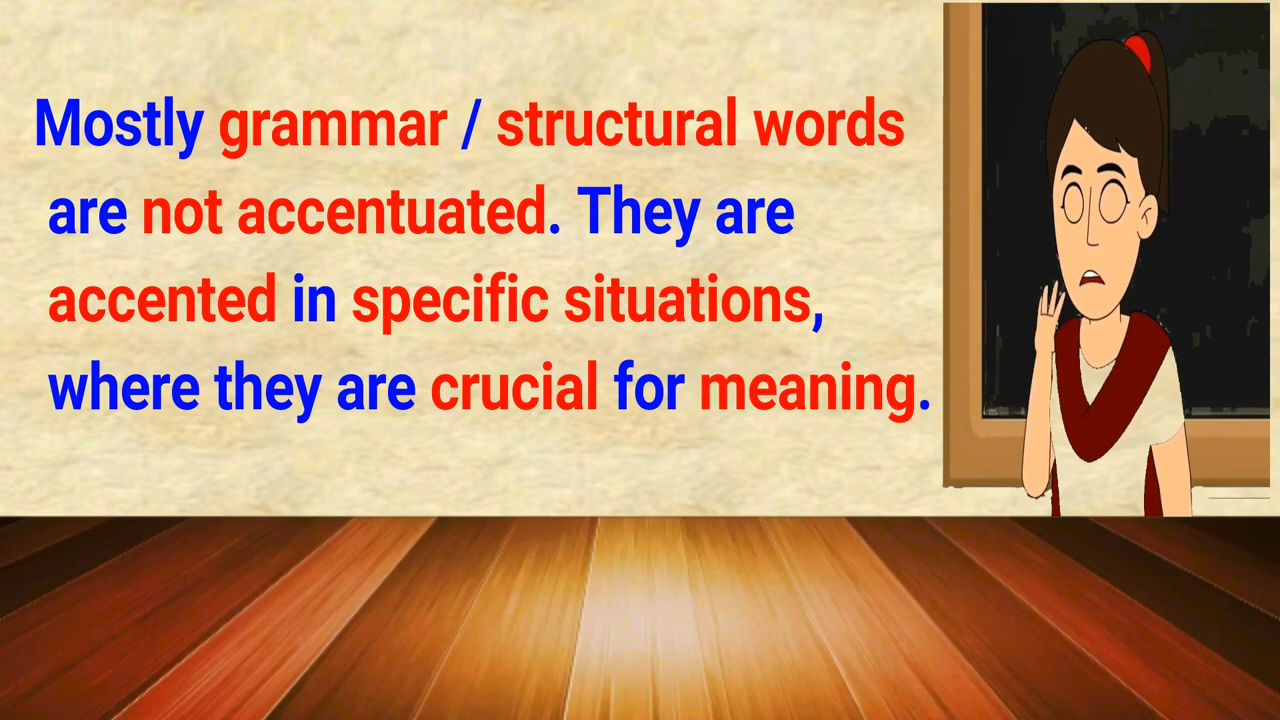 Mostly grammar / structural words
are not accentuated. They are
accented in specific situations,
where they are crucial for meaning.